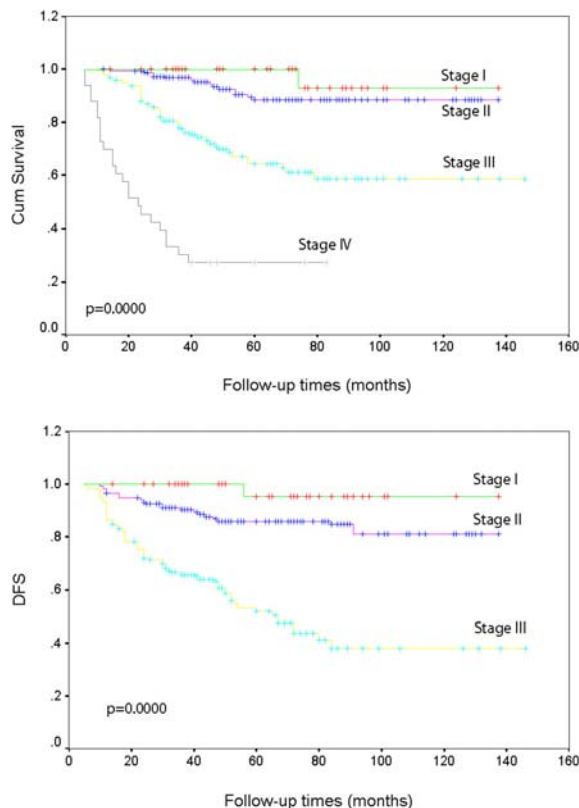 1.2
1.0
.8
.6
.4
.2
0.0
Cum Survival
Stage I
Stage II
Stage III
Stage IV
p=0.0000
0 20 40 60 80 100 120 140 160
Follow-up times (months)
1.2
1.0
.8
.6
.4
.2
.0
DFS
Stage I
Stage II
Stage III
p=0.0000
0 20 40 60 80 100 120 140 160
Follow-up times (months)